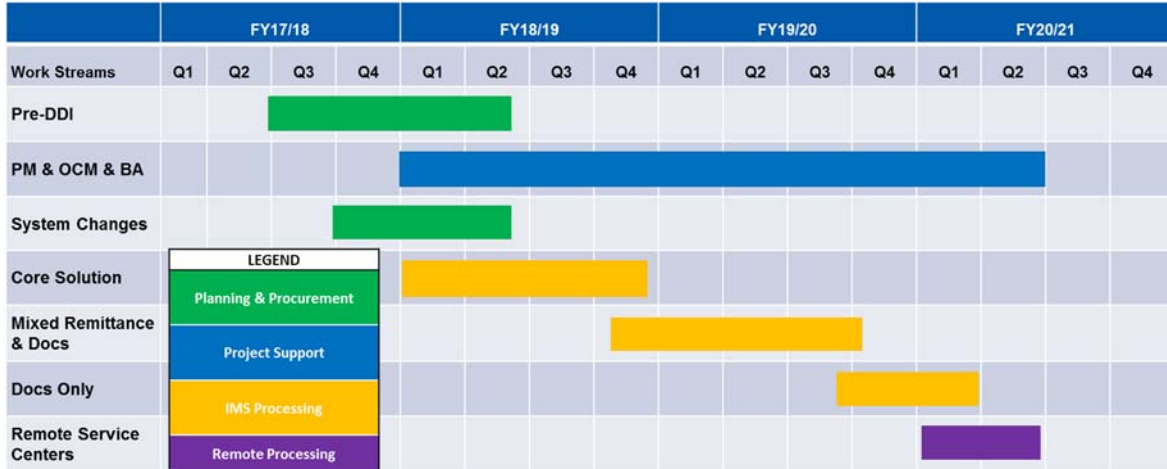 FY17/18 FY18/19 FY19/20 FY20/21
Work Streams Q1 Q2 Q3 Q4 Q1 Q2 Q3 Q4 Q1 Q2 Q3 Q4 Q1 Q2 Q3 Q4
Pre-DDI
PM & OCM & BA
System Changes
Core Solution
Mixed Remittance
& Docs
Docs Only
Remote Service
Centers
LEGEND
Planning & Procurement
Project Support
IMS Processing
Remote Processing